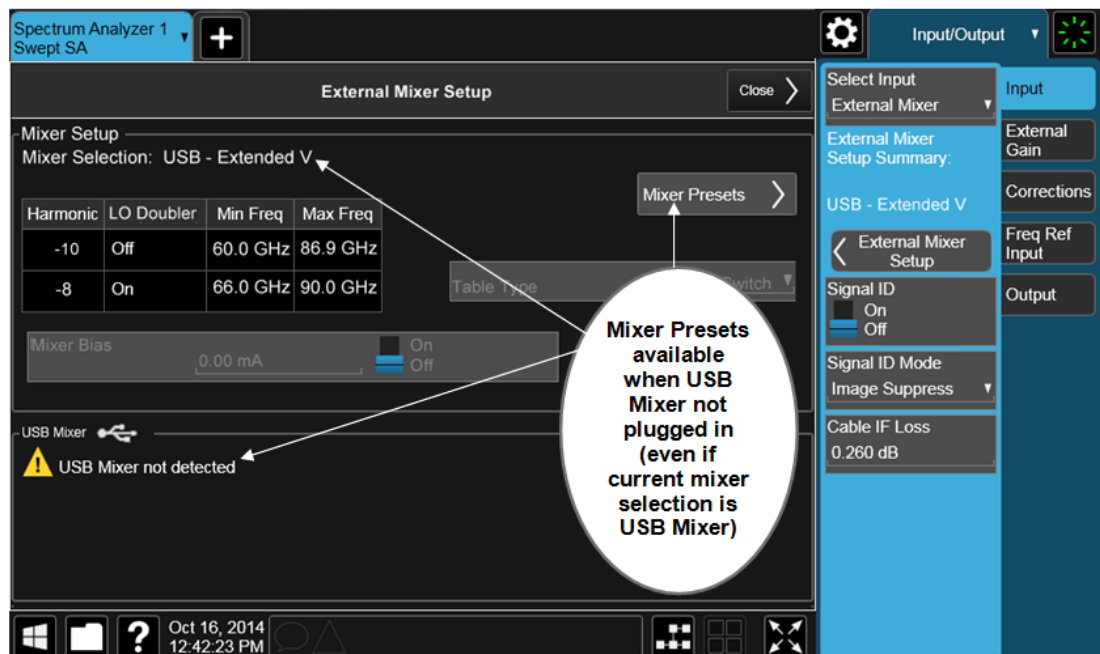 Spectrum Analyzer 1
Swept SA
Input/Output
External Mixer Setup
Close
Mixer Setup
Mixer Selection: USB - Extended V
Mixer Presets
Harmonic LO Doubler Min Freq Max Freq
-10 Off 60.0 GHz 86.9 GHz
-8 On 66.0 GHz 90.0 GHz
Table Type Switch
Mixer Bias
0.00 mA
On
Off
Mixer Presets
available
when USB
Mixer not
plugged in
(even if
current mixer
selection is
USB Mixer)
USB Mixer
USB Mixer not detected
Select Input
External Mixer
External Mixer
Setup Summary:
USB - Extended V
External Mixer
Setup
Signal ID
On
Off
Signal ID Mode
Image Suppress
Cable IF Loss
0.260 dB
Input
External
Gain
Corrections
Freq Ref
Input
Output
?
Oct 16, 2014
12:42:23 PM